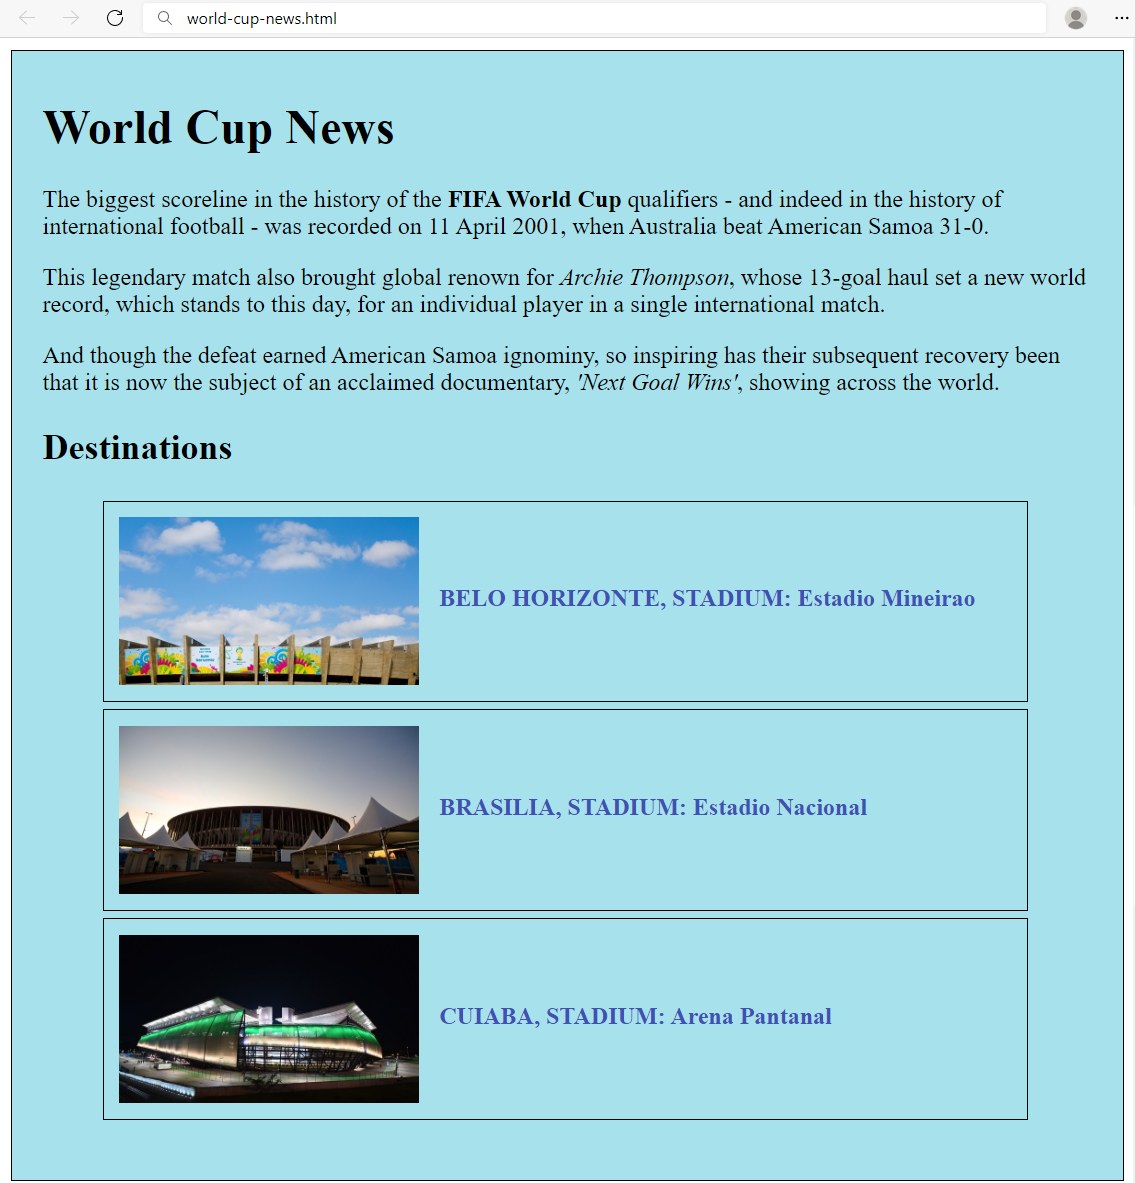 world-cup-news.html
World Cup News
The biggest scoreline in the history of the FIFA World Cup qualifiers - and indeed in the history of
international football - was recorded on 11 April 2001, when Australia beat American Samoa 31-0.
This legendary match also brought global renown for Archie Thompson, whose 13-goal haul set a new world
record, which stands to this day, for an individual player in a single international match.
And though the defeat earned American Samoa ignominy, so inspiring has their subsequent recovery been
that it is now the subject of an acclaimed documentary, 'Next Goal Wins', showing across the world.
Destinations
BELO HORIZONTE, STADIUM: Estadio Mineirao
BRASILIA, STADIUM: Estadio Nacional
CUIABA, STADIUM: Arena Pantanal